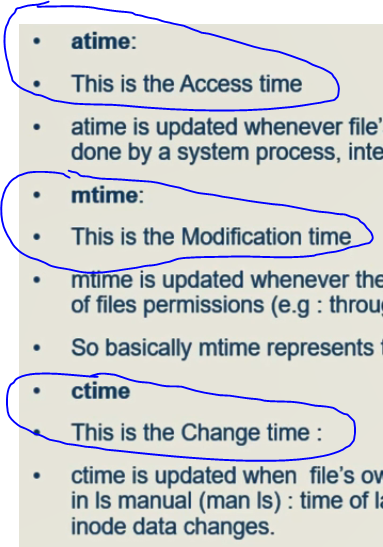 • atime:
• This is the Access time
• atime is updated whenever file'
done by a system process, inte
• mtime:
• This is the Modification time
• mtime is updated whenever the
of files permissions (e.g : throug
• So basically mtime represents
• ctime
• This is the Change time :
• ctime is updated when file's ow
in ls manual (man ls) : time of la
inode data changes.